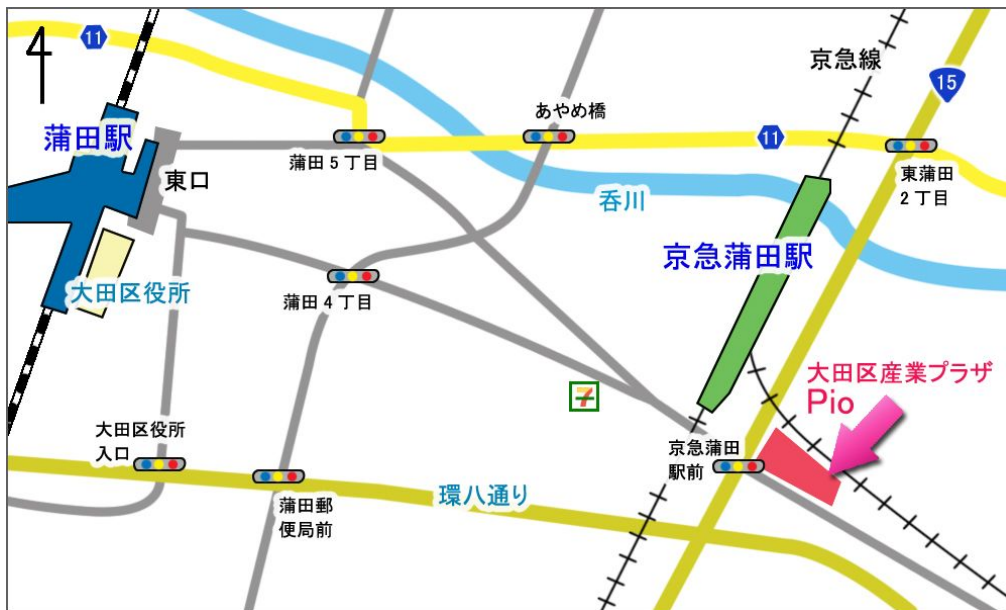 11
京急線
15
あやめ橋
蒲田駅
蒲田5丁目
11
東口
東蒲田
2丁目
呑川
京急蒲田駅
大田区役所
蒲田4丁目
大田区産業プラザ
Pio
7
大田区役所
入口
京急蒲田
駅前
環八通り
蒲田郵
便局前